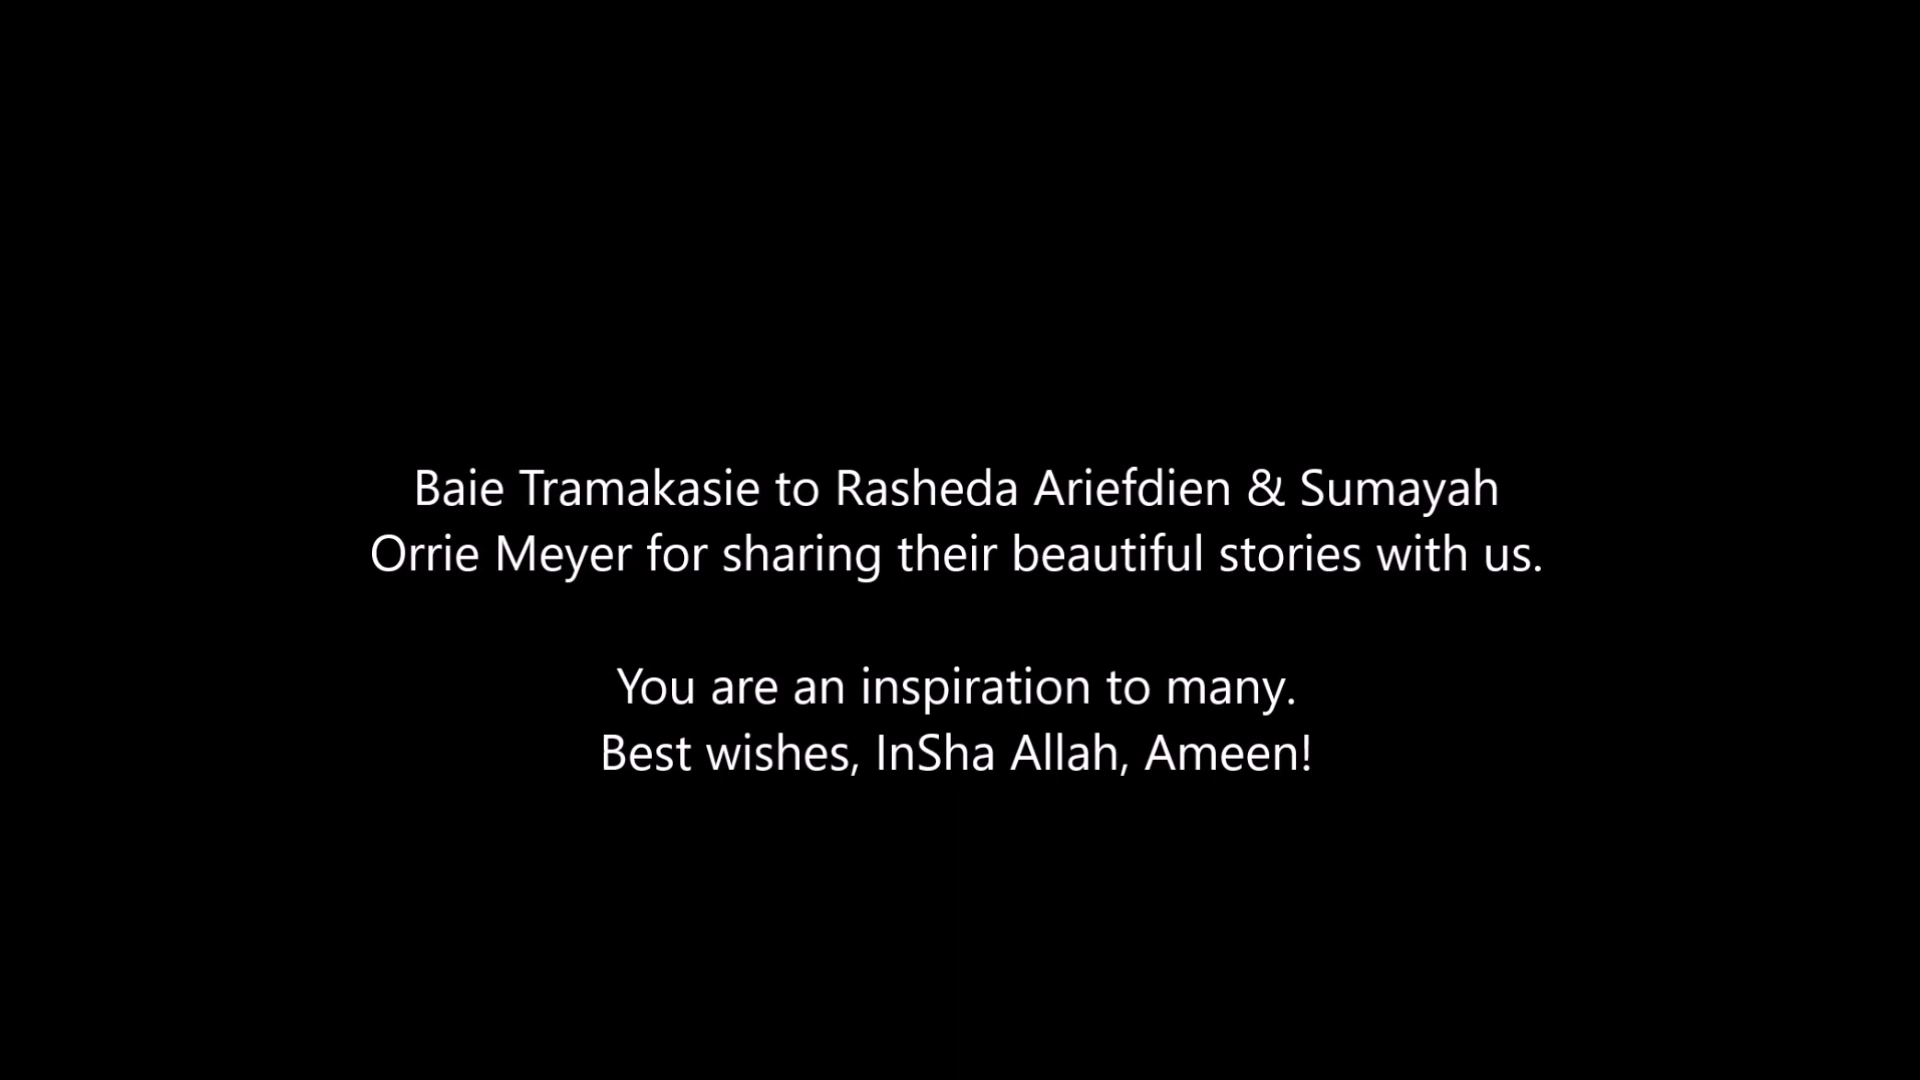 Baie Tramakasie to Rasheda Ariefdien & Sumayah
Orrie Meyer for sharing their beautiful stories with us.
You are an inspiration to many.
Best wishes, InSha Allah, Ameen!